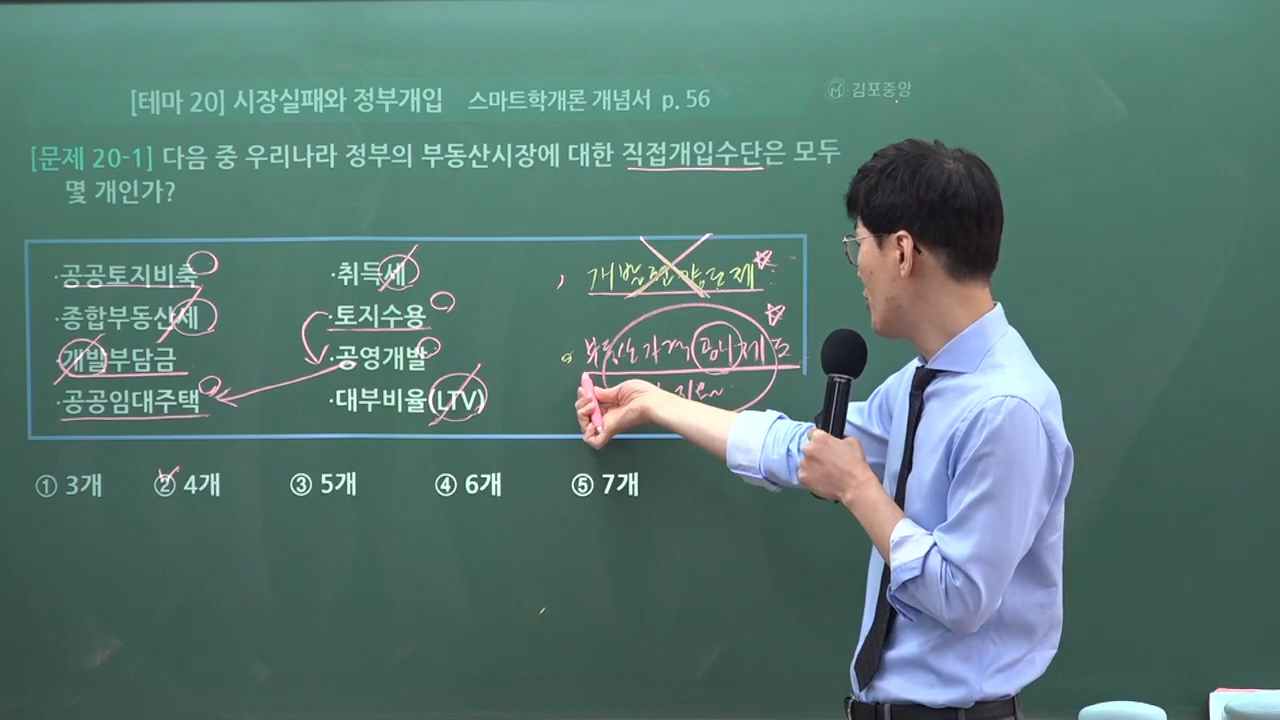 [테마 20] 시장실패와 정부개입 스마트학개론 개념서 p. 56
김포중앙
[문제 20-1] 다음 중 우리나라 정부의 부동산시장에 대한 직접개입수단은 모두
몇 개인가?
·공공토지비축 ·취득세
·종합부동산세 ·토지수용
·개발부담금 ·공영개발
·공공임대주택 ·대부비율(LTV)
① 3개 ② 4개 ③ 5개 ④ 6개 ⑤ 7개